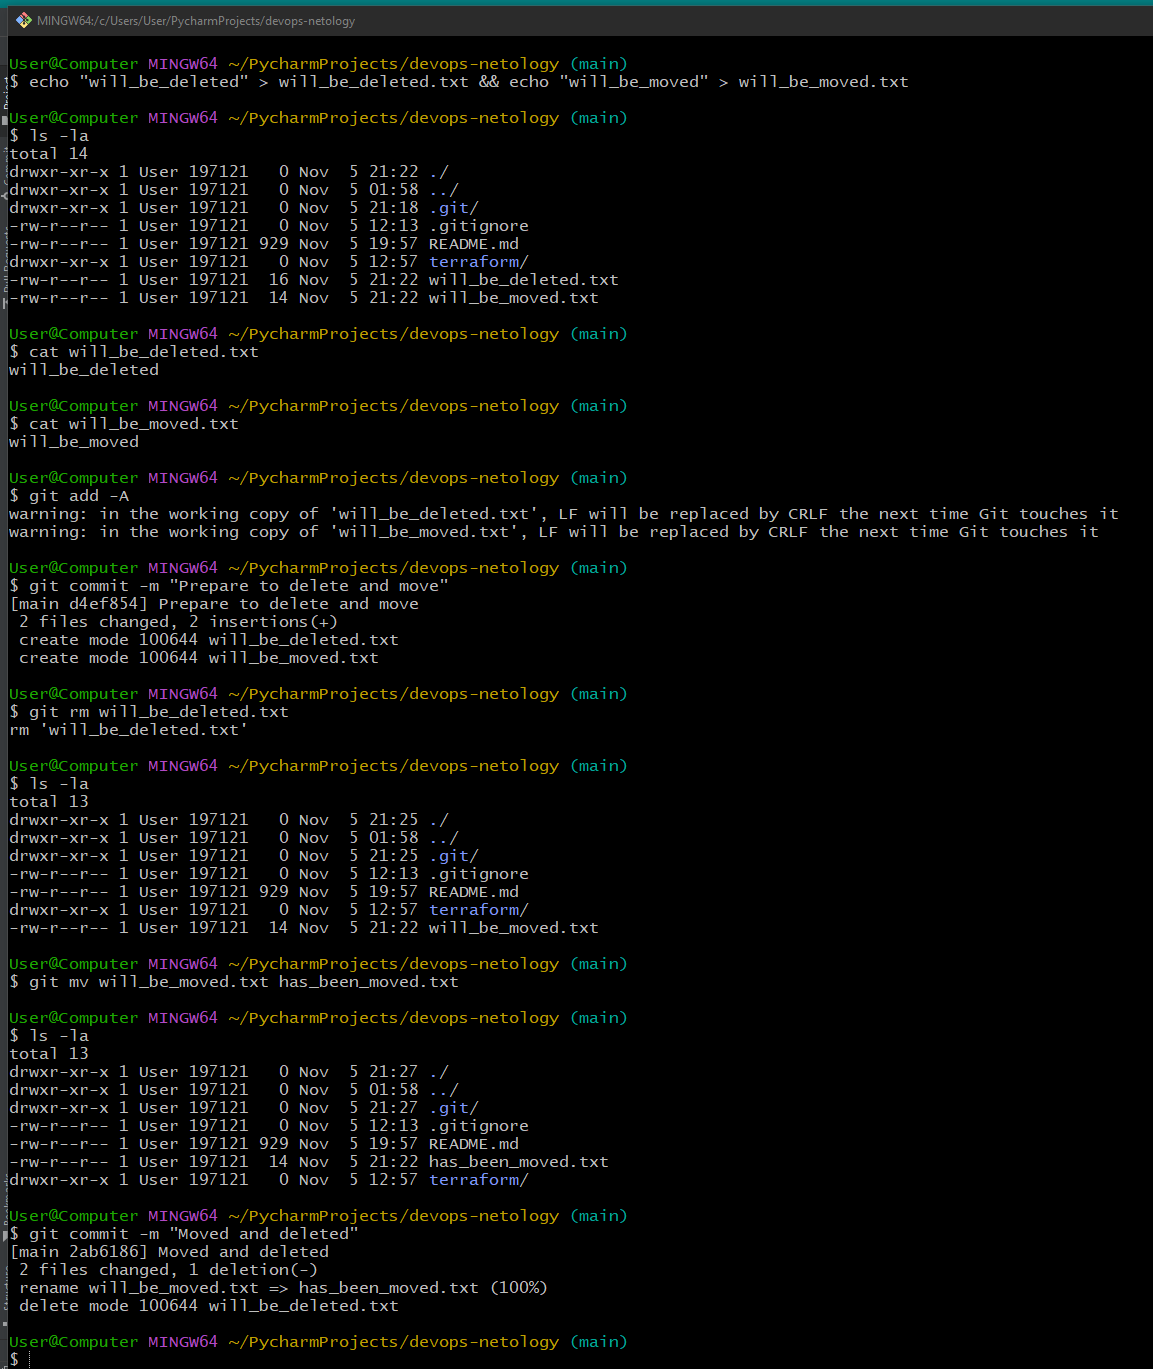 MINGW64:/c/Users/User/PycharmProjects/devops-netology
User@Computer MINGW64 ~/PycharmProjects/devops-netology (main)
$ echo "will_be_deleted" > will_be_deleted.txt && echo "will_be_moved" > will_be_moved.txt
User@Computer MINGW64 ~/PycharmProjects/devops-netology (main)
$ ls -la
total 14
drwxr-xr-x 1 User 197121   0 Nov  5 21:22 ./
drwxr-xr-x 1 User 197121   0 Nov  5 01:58 ../
drwxr-xr-x 1 User 197121   0 Nov  5 21:18 .git/
-rw-r--r-- 1 User 197121   0 Nov  5 12:13 .gitignore
-rw-r--r-- 1 User 197121 929 Nov  5 19:57 README.md
drwxr-xr-x 1 User 197121   0 Nov  5 12:57 terraform/
-rw-r--r-- 1 User 197121  16 Nov  5 21:22 will_be_deleted.txt
-rw-r--r-- 1 User 197121  14 Nov  5 21:22 will_be_moved.txt
User@Computer MINGW64 ~/PycharmProjects/devops-netology (main)
$ cat will_be_deleted.txt
will_be_deleted
User@Computer MINGW64 ~/PycharmProjects/devops-netology (main)
$ cat will_be_moved.txt
will_be_moved
User@Computer MINGW64 ~/PycharmProjects/devops-netology (main)
$ git add -A
warning: in the working copy of 'will_be_deleted.txt', LF will be replaced by CRLF the next time Git touches it
warning: in the working copy of 'will_be_moved.txt', LF will be replaced by CRLF the next time Git touches it
User@Computer MINGW64 ~/PycharmProjects/devops-netology (main)
$ git commit -m "Prepare to delete and move"
[main d4ef854] Prepare to delete and move
 2 files changed, 2 insertions(+)
 create mode 100644 will_be_deleted.txt
 create mode 100644 will_be_moved.txt
User@Computer MINGW64 ~/PycharmProjects/devops-netology (main)
$ git rm will_be_deleted.txt
rm 'will_be_deleted.txt'
User@Computer MINGW64 ~/PycharmProjects/devops-netology (main)
$ ls -la
total 13
drwxr-xr-x 1 User 197121   0 Nov  5 21:25 ./
drwxr-xr-x 1 User 197121   0 Nov  5 01:58 ../
drwxr-xr-x 1 User 197121   0 Nov  5 21:25 .git/
-rw-r--r-- 1 User 197121   0 Nov  5 12:13 .gitignore
-rw-r--r-- 1 User 197121 929 Nov  5 19:57 README.md
drwxr-xr-x 1 User 197121   0 Nov  5 12:57 terraform/
-rw-r--r-- 1 User 197121  14 Nov  5 21:22 will_be_moved.txt
User@Computer MINGW64 ~/PycharmProjects/devops-netology (main)
$ git mv will_be_moved.txt has_been_moved.txt
User@Computer MINGW64 ~/PycharmProjects/devops-netology (main)
$ ls -la
total 13
drwxr-xr-x 1 User 197121   0 Nov  5 21:27 ./
drwxr-xr-x 1 User 197121   0 Nov  5 01:58 ../
drwxr-xr-x 1 User 197121   0 Nov  5 21:27 .git/
-rw-r--r-- 1 User 197121   0 Nov  5 12:13 .gitignore
-rw-r--r-- 1 User 197121 929 Nov  5 19:57 README.md
-rw-r--r-- 1 User 197121  14 Nov  5 21:22 has_been_moved.txt
drwxr-xr-x 1 User 197121   0 Nov  5 12:57 terraform/
User@Computer MINGW64 ~/PycharmProjects/devops-netology (main)
$ git commit -m "Moved and deleted"
[main 2ab6186] Moved and deleted
 2 files changed, 1 deletion(-)
 rename will_be_moved.txt => has_been_moved.txt (100%)
 delete mode 100644 will_be_deleted.txt
User@Computer MINGW64 ~/PycharmProjects/devops-netology (main)
$